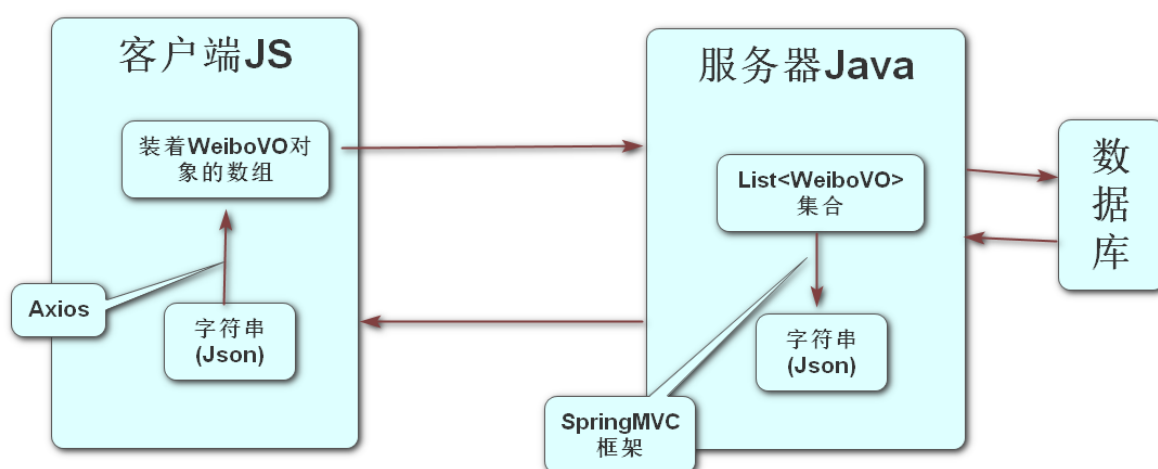 客户端JS
装着WeiboVO对
象的数组
Axios
字符串
(Json)
服务器Java
List<WeiboVO>
集合
字符串
(Json)
SpringMVC
框架
数
据
库